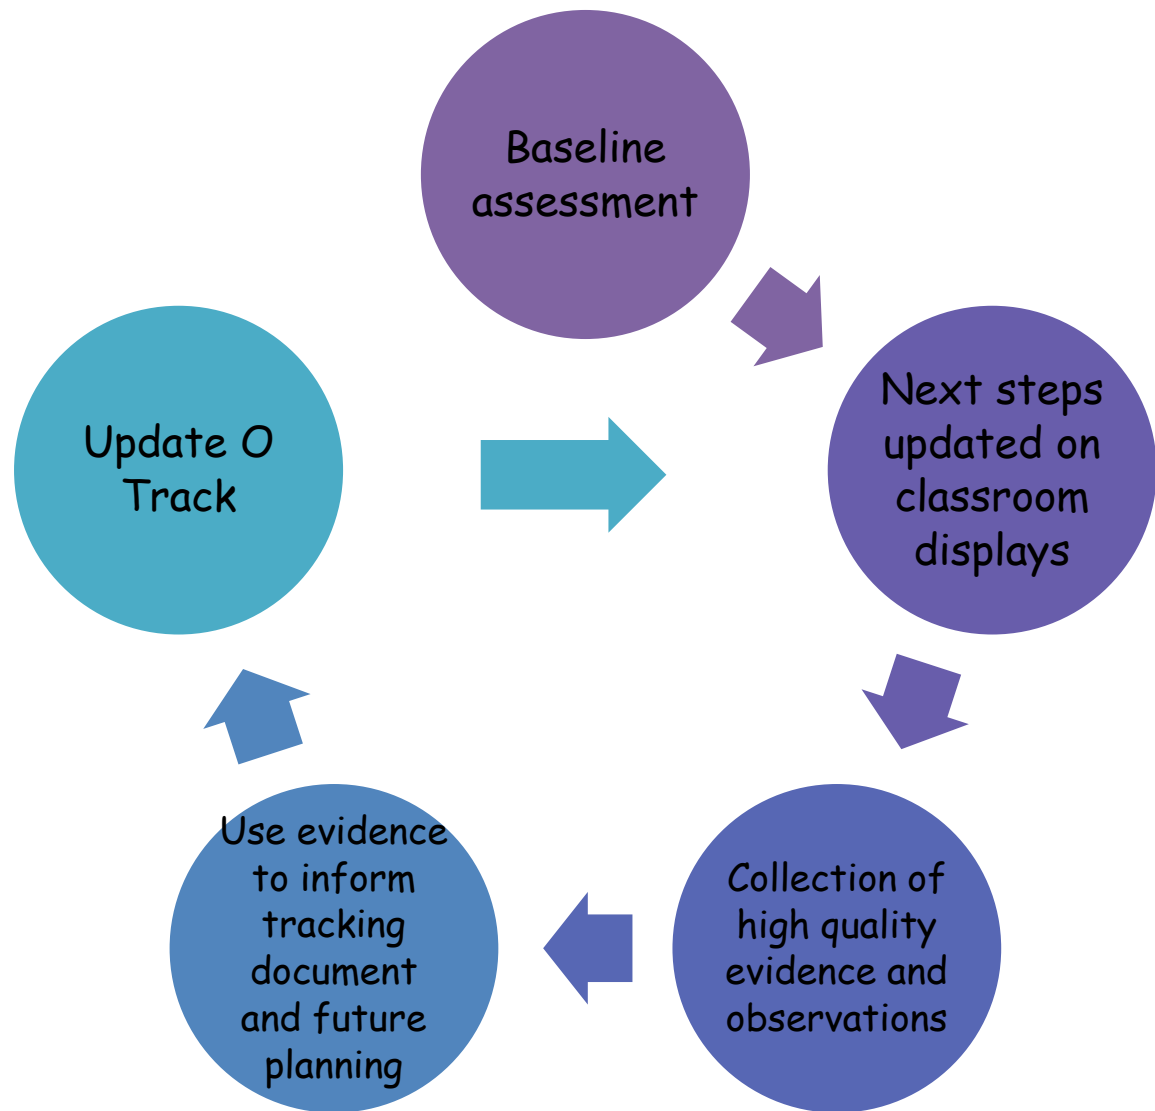 Baseline
assessment
Next steps
updated on
classroom
displays
Collection of
high quality
evidence and
observations
Use evidence
to inform
tracking
document
and future
planning
Update O
Track